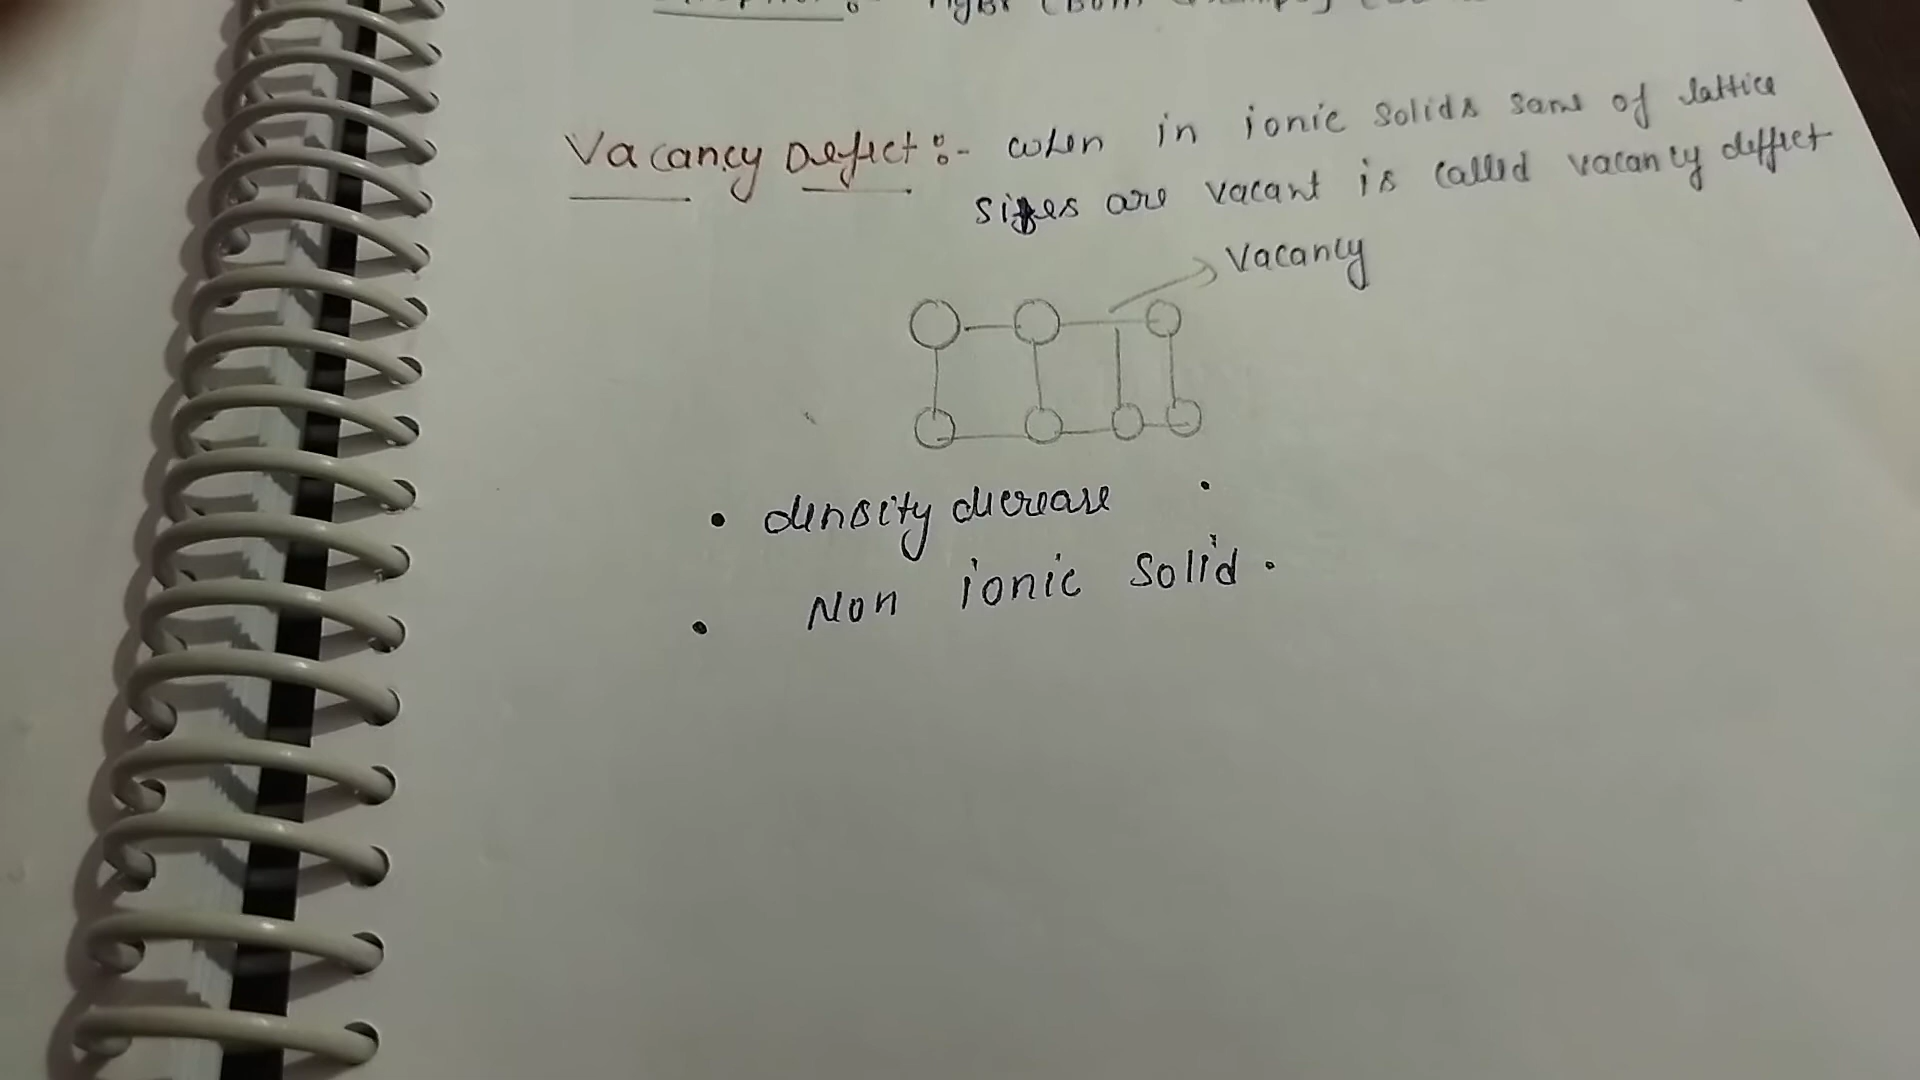 Vacancy Defect :- when in ionic solids some of lattice
sites are vacant is called vacancy deffect
Vacancy
• density decrease
• Non ionic solid.